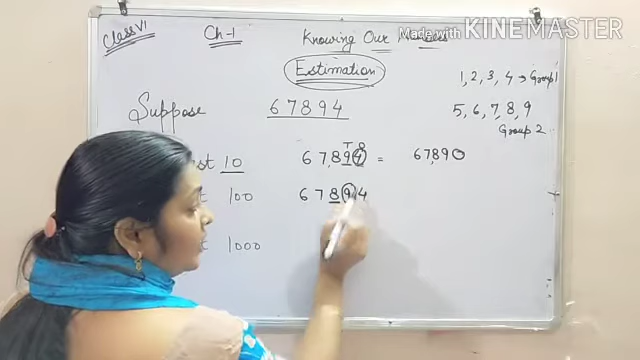 Made with KINEMASTER
Class VI
Ch-1
Knowing Our
Estimation
1, 2, 3, 4 → Group 1
5, 6, 7, 8, 9
Group 2
Suppose 67894
T O
10 67,894 = 67,890
100 67894
1000